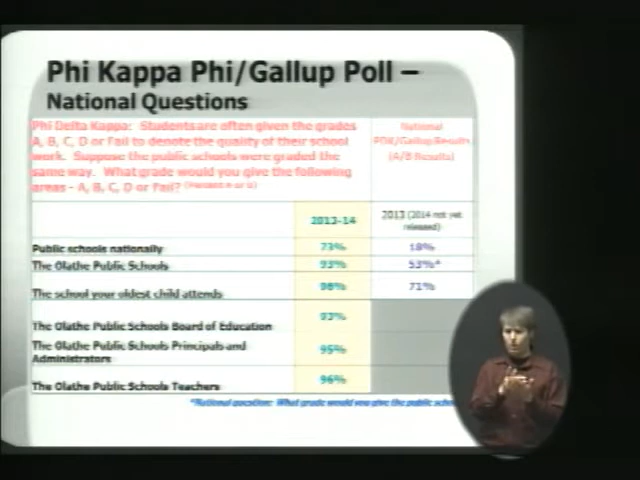 Phi Kappa Phi/Gallup Poll –
National Questions
Phi Delta Kappa: Students are often given the grades
A, B, C, D or Fail to denote the quality of their school
work. Suppose the public schools were graded the
same way. What grade would you give the following
areas – A, B, C, D or Fail?
National
PDK/Gallup Results
(A/B Results)
2013-14
2013 (2014 not yet
released)
Public schools nationally 73% 18%
The Olathe Public Schools 93% 53%*
The school your oldest child attends 71%
The Olathe Public Schools Board of Education 93%
The Olathe Public Schools Principals and
Administrators 95%
The Olathe Public Schools Teachers 96%
*National question: What grade would you give the public